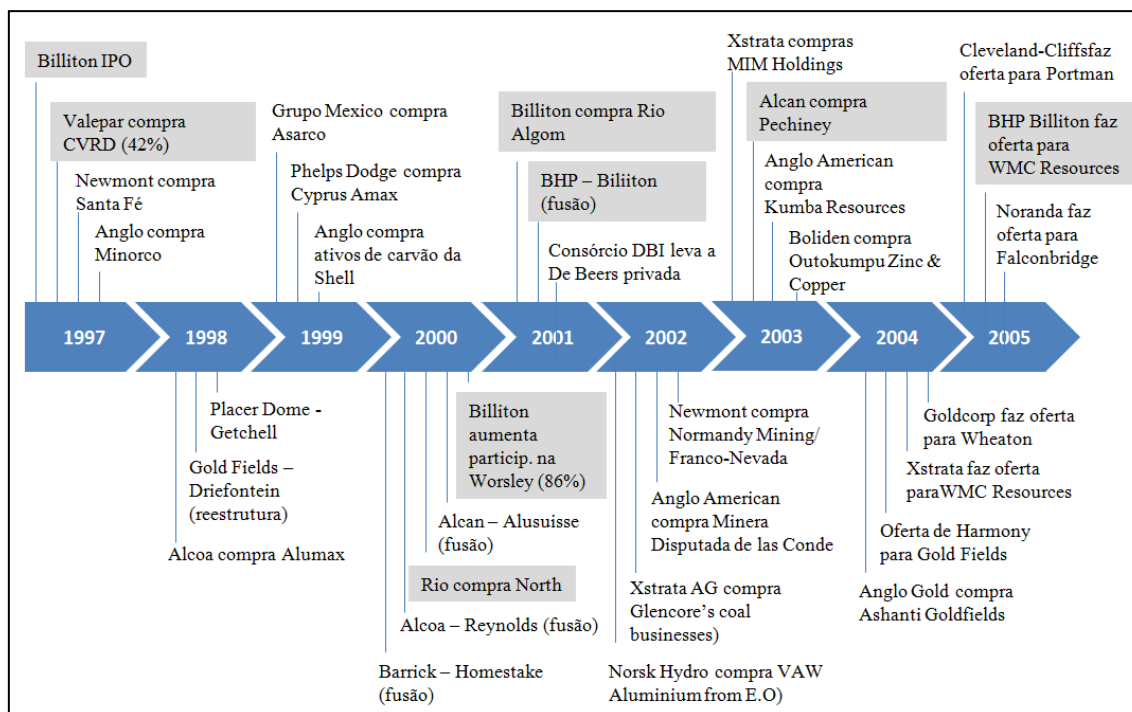 Billiton IPO
Valepar compra
CVRD (42%)
Newmont compra
Santa Fé
Anglo compra
Minorco
Grupo Mexico compra
Asarco
Phelps Dodge compra
Cyprus Amax
Anglo compra
ativos de carvão da
Shell
Billiton compra Rio
Algom
BHP – Biliiton
(fusão)
Consórcio DBI leva a
De Beers privada
Xstrata compras
MIM Holdings
Alcan compra
Pechiney
Anglo American
compra
Kumba Resources
Boliden compra
Outokumpu Zinc &
Copper
Cleveland-Cliffsfaz
oferta para Portman
BHP Billiton faz
oferta para
WMC Resources
Noranda faz
oferta para
Falconbridge
1997
1998
1999
2000
2001
2002
2003
2004
2005
Placer Dome -
Getchell
Gold Fields –
Driefontein
(reestrutura)
Alcoa compra Alumax
Billiton
aumenta
particip. na
Worsley (86%)
Alcan – Alusuisse
(fusão)
Rio compra North
Alcoa – Reynolds (fusão)
Barrick – Homestake
(fusão)
Newmont compra
Normandy Mining/
Franco-Nevada
Anglo American
compra Minera
Disputada de las Conde
Xstrata AG compra
Glencore's coal
businesses)
Norsk Hydro compra VAW
Aluminium from E.O)
Goldcorp faz oferta
para Wheaton
Xstrata faz oferta
paraWMC Resources
Oferta de Harmony
para Gold Fields
Anglo Gold compra
Ashanti Goldfields